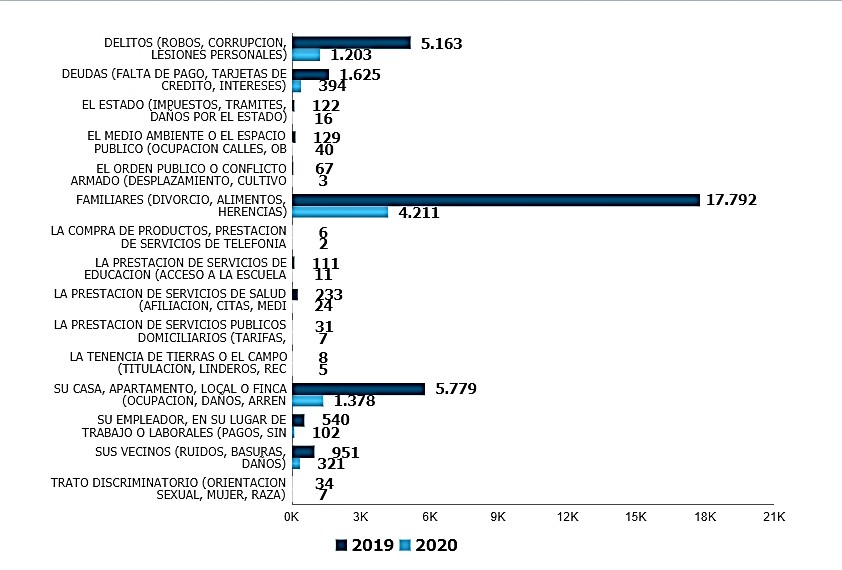 DELITOS (ROBOS, CORRUPCION,
LESIONES PERSONALES)
5.163
1.203
DEUDAS (FALTA DE PAGO, TARJETAS DE
CREDITO, INTERESES)
1.625
394
EL ESTADO (IMPUESTOS, TRAMITES,
DAÑOS POR EL ESTADO)
122
16
EL MEDIO AMBIENTE O EL ESPACIO
PUBLICO (OCUPACION CALLES, OB
129
40
EL ORDEN PUBLICO O CONFLICTO
ARMADO (DESPLAZAMIENTO, CULTIVO
67
3
FAMILIARES (DIVORCIO, ALIMENTOS,
HERENCIAS)
17.792
4.211
LA COMPRA DE PRODUCTOS, PRESTACION
DE SERVICIOS DE TELEFONIA
6
2
LA PRESTACION DE SERVICIOS DE
EDUCACION (ACCESO A LA ESCUELA
111
11
LA PRESTACION DE SERVICIOS DE SALUD
(AFILIACION, CITAS, MEDI
233
24
LA PRESTACION DE SERVICIOS PUBLICOS
DOMICILIARIOS (TARIFAS,
31
7
LA TENENCIA DE TIERRAS O EL CAMPO
(TITULACION, LINDEROS, REC
8
5
SU CASA, APARTAMENTO, LOCAL O FINCA
(OCUPACION, DAÑOS, ARREN
5.779
1.378
SU EMPLEADOR, EN SU LUGAR DE
TRABAJO O LABORALES (PAGOS, SIN
540
102
SUS VECINOS (RUIDOS, BASURAS,
DAÑOS)
951
321
TRATO DISCRIMINATORIO (ORIENTACION
SEXUAL, MUJER, RAZA)
34
7
0K 3K 6K 9K 12K 15K 18K 21K
2019 2020